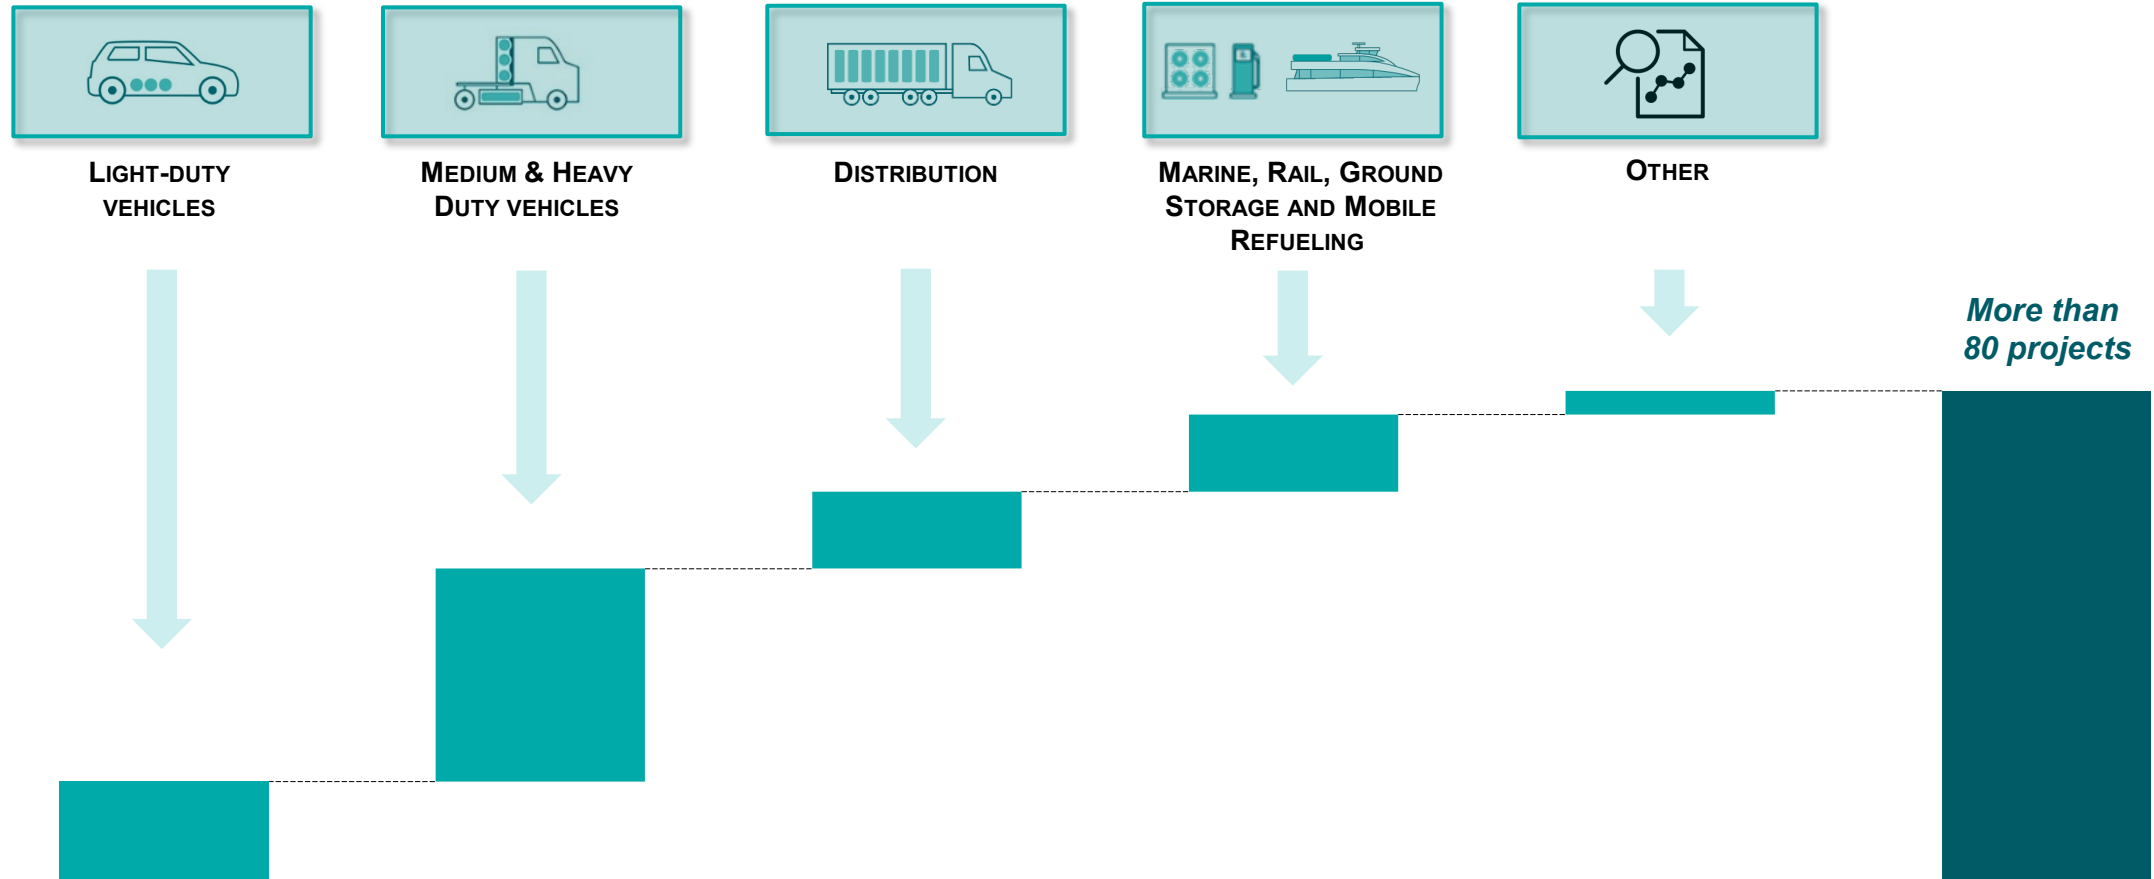 LIGHT-DUTY
VEHICLES
MEDIUM & HEAVY
DUTY VEHICLES
DISTRIBUTION
MARINE, RAIL, GROUND
STORAGE AND MOBILE
REFUELING
OTHER
More than
80 projects